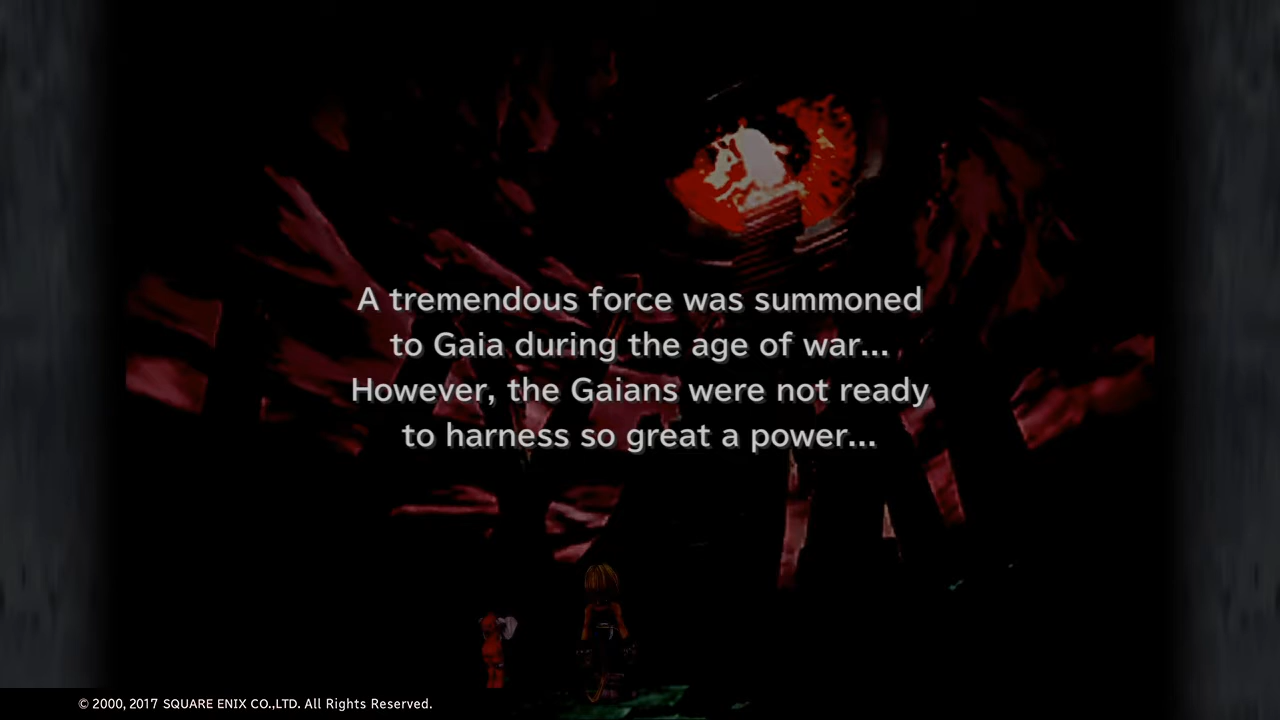 A tremendous force was summoned
to Gaia during the age of war...
However, the Gaians were not ready
to harness so great a power...
© 2000, 2017 SQUARE ENIX CO.,LTD. All Rights Reserved.